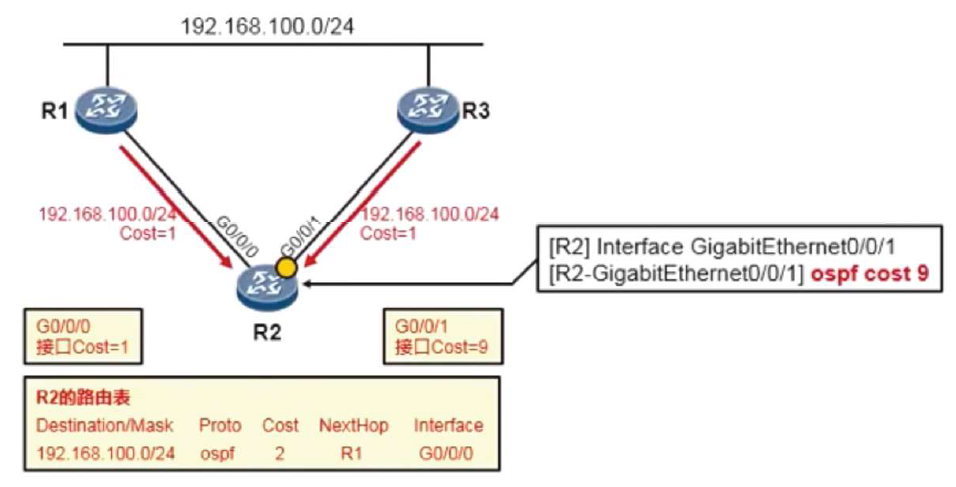 192.168.100.0/24
R1
R3
192.168.100.0/24
Cost=1
G0/0/0
G0/0/1
192.168.100.0/24
Cost=1
[R2] Interface GigabitEthernet0/0/1
[R2-GigabitEthernet0/0/1] ospf cost 9
R2
G0/0/0
接口Cost=1
G0/0/1
接口Cost=9
R2的路由表
Destination/Mask Proto Cost NextHop Interface
192.168.100.0/24 ospf 2 R1 G0/0/0